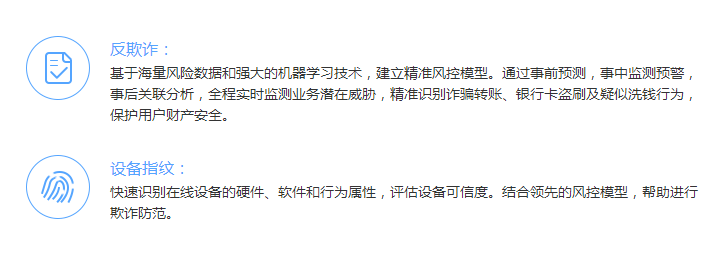 反欺诈：
基于海量风险数据和强大的机器学习技术，建立精准风控模型。通过事前预测，事中监测预警，
事后关联分析，全程实时监测业务潜在威胁，精准识别诈骗转账、银行卡盗刷及疑似洗钱行为，
保护用户财产安全。
设备指纹：
快速识别在线设备的硬件、软件和行为属性，评估设备可信度。结合领先的风控模型，帮助进行
欺诈防范。